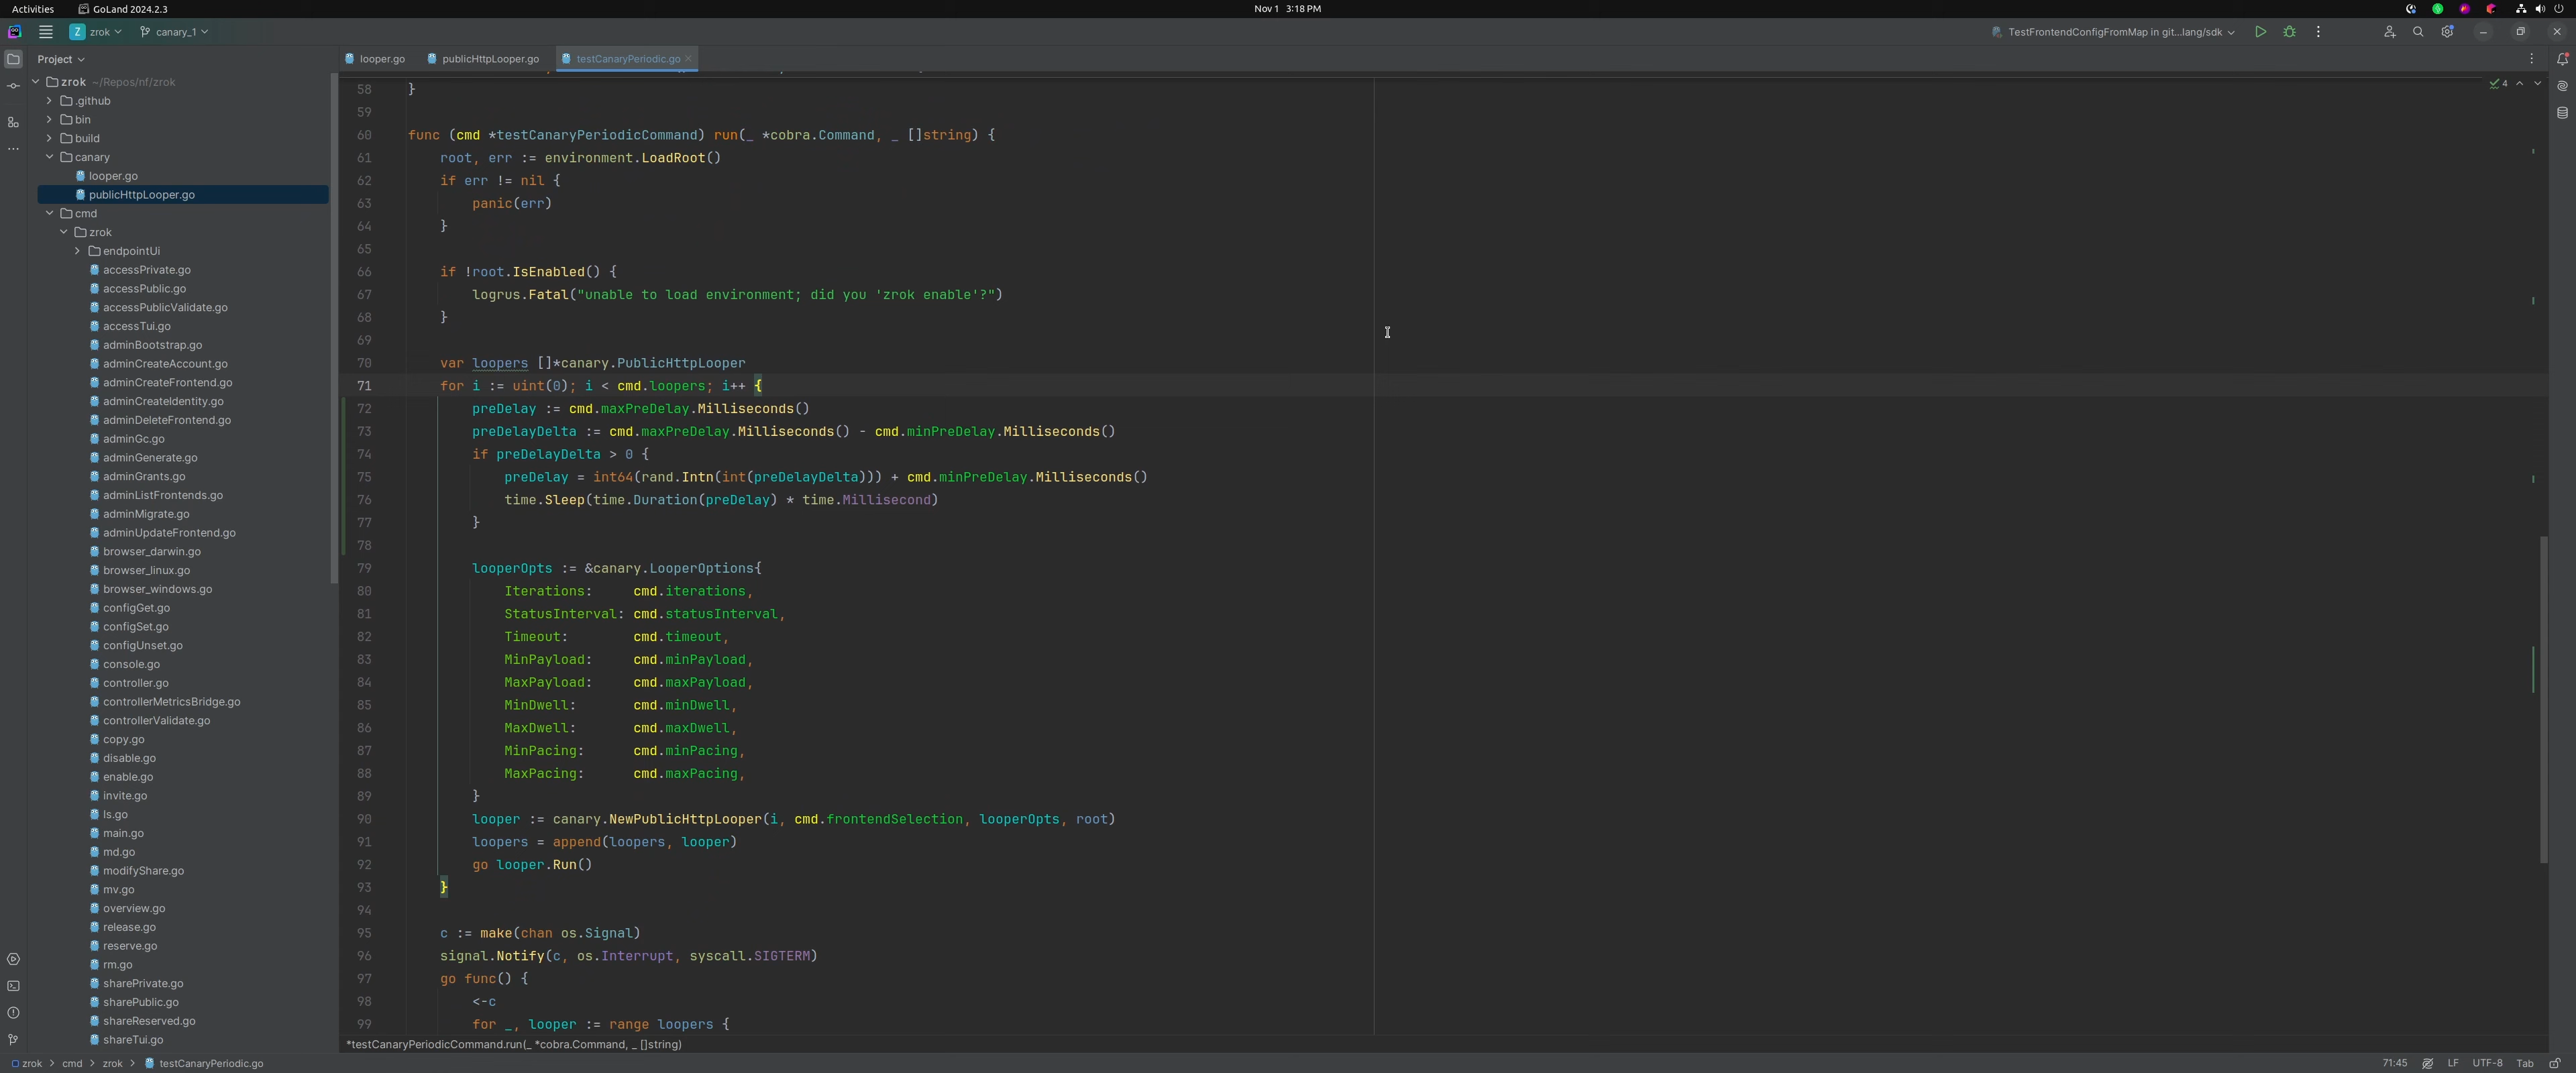 Activities
GoLand 2024.2.3
Nov 1 3:18 PM
Z zrok
canary_1
TestFrontendConfigFromMap in git...lang/sdk
Project
looper.go
publicHttpLooper.go
testCanaryPeriodic.go
zrok ~/Repos/nf/zrok
.github
bin
build
canary
looper.go
publicHttpLooper.go
cmd
zrok
endpointUi
accessPrivate.go
accessPublic.go
accessPublicValidate.go
accessTui.go
adminBootstrap.go
adminCreateAccount.go
adminCreateFrontend.go
adminCreateIdentity.go
adminDeleteFrontend.go
adminGc.go
adminGenerate.go
adminGrants.go
adminListFrontends.go
adminMigrate.go
adminUpdateFrontend.go
browser_darwin.go
browser_linux.go
browser_windows.go
configGet.go
configSet.go
configUnset.go
console.go
controller.go
controllerMetricsBridge.go
controllerValidate.go
copy.go
disable.go
enable.go
invite.go
ls.go
main.go
md.go
modifyShare.go
mv.go
overview.go
release.go
reserve.go
rm.go
sharePrivate.go
sharePublic.go
shareReserved.go
shareTui.go
4
58 }
59
60 func (cmd *testCanaryPeriodicCommand) run(_ *cobra.Command, _ []string) {
61 root, err := environment.LoadRoot()
62 if err != nil {
63 panic(err)
64 }
65
66 if !root.IsEnabled() {
67 logrus.Fatal("unable to load environment; did you 'zrok enable'?")
68 }
69
70 var loopers []*canary.PublicHttpLooper
71 for i := uint(0); i < cmd.loopers; i++ {
72 preDelay := cmd.maxPreDelay.Milliseconds()
73 preDelayDelta := cmd.maxPreDelay.Milliseconds() - cmd.minPreDelay.Milliseconds()
74 if preDelayDelta > 0 {
75 preDelay = int64(rand.Intn(int(preDelayDelta))) + cmd.minPreDelay.Milliseconds()
76 time.Sleep(time.Duration(preDelay) * time.Millisecond)
77 }
78
79 looperOpts := &canary.LooperOptions{
80 Iterations: cmd.iterations,
81 StatusInterval: cmd.statusInterval,
82 Timeout: cmd.timeout,
83 MinPayload: cmd.minPayload,
84 MaxPayload: cmd.maxPayload,
85 MinDwell: cmd.minDwell,
86 MaxDwell: cmd.maxDwell,
87 MinPacing: cmd.minPacing,
88 MaxPacing: cmd.maxPacing,
89 }
90 looper := canary.NewPublicHttpLooper(i, cmd.frontendSelection, looperOpts, root)
91 loopers = append(loopers, looper)
92 go looper.Run()
93 }
94
95 c := make(chan os.Signal)
96 signal.Notify(c, os.Interrupt, syscall.SIGTERM)
97 go func() {
98 <-c
99 for _, looper := range loopers {
*testCanaryPeriodicCommand.run(_ *cobra.Command, _ []string)
zrok > cmd > zrok > testCanaryPeriodic.go
71:45 LF UTF-8 Tab